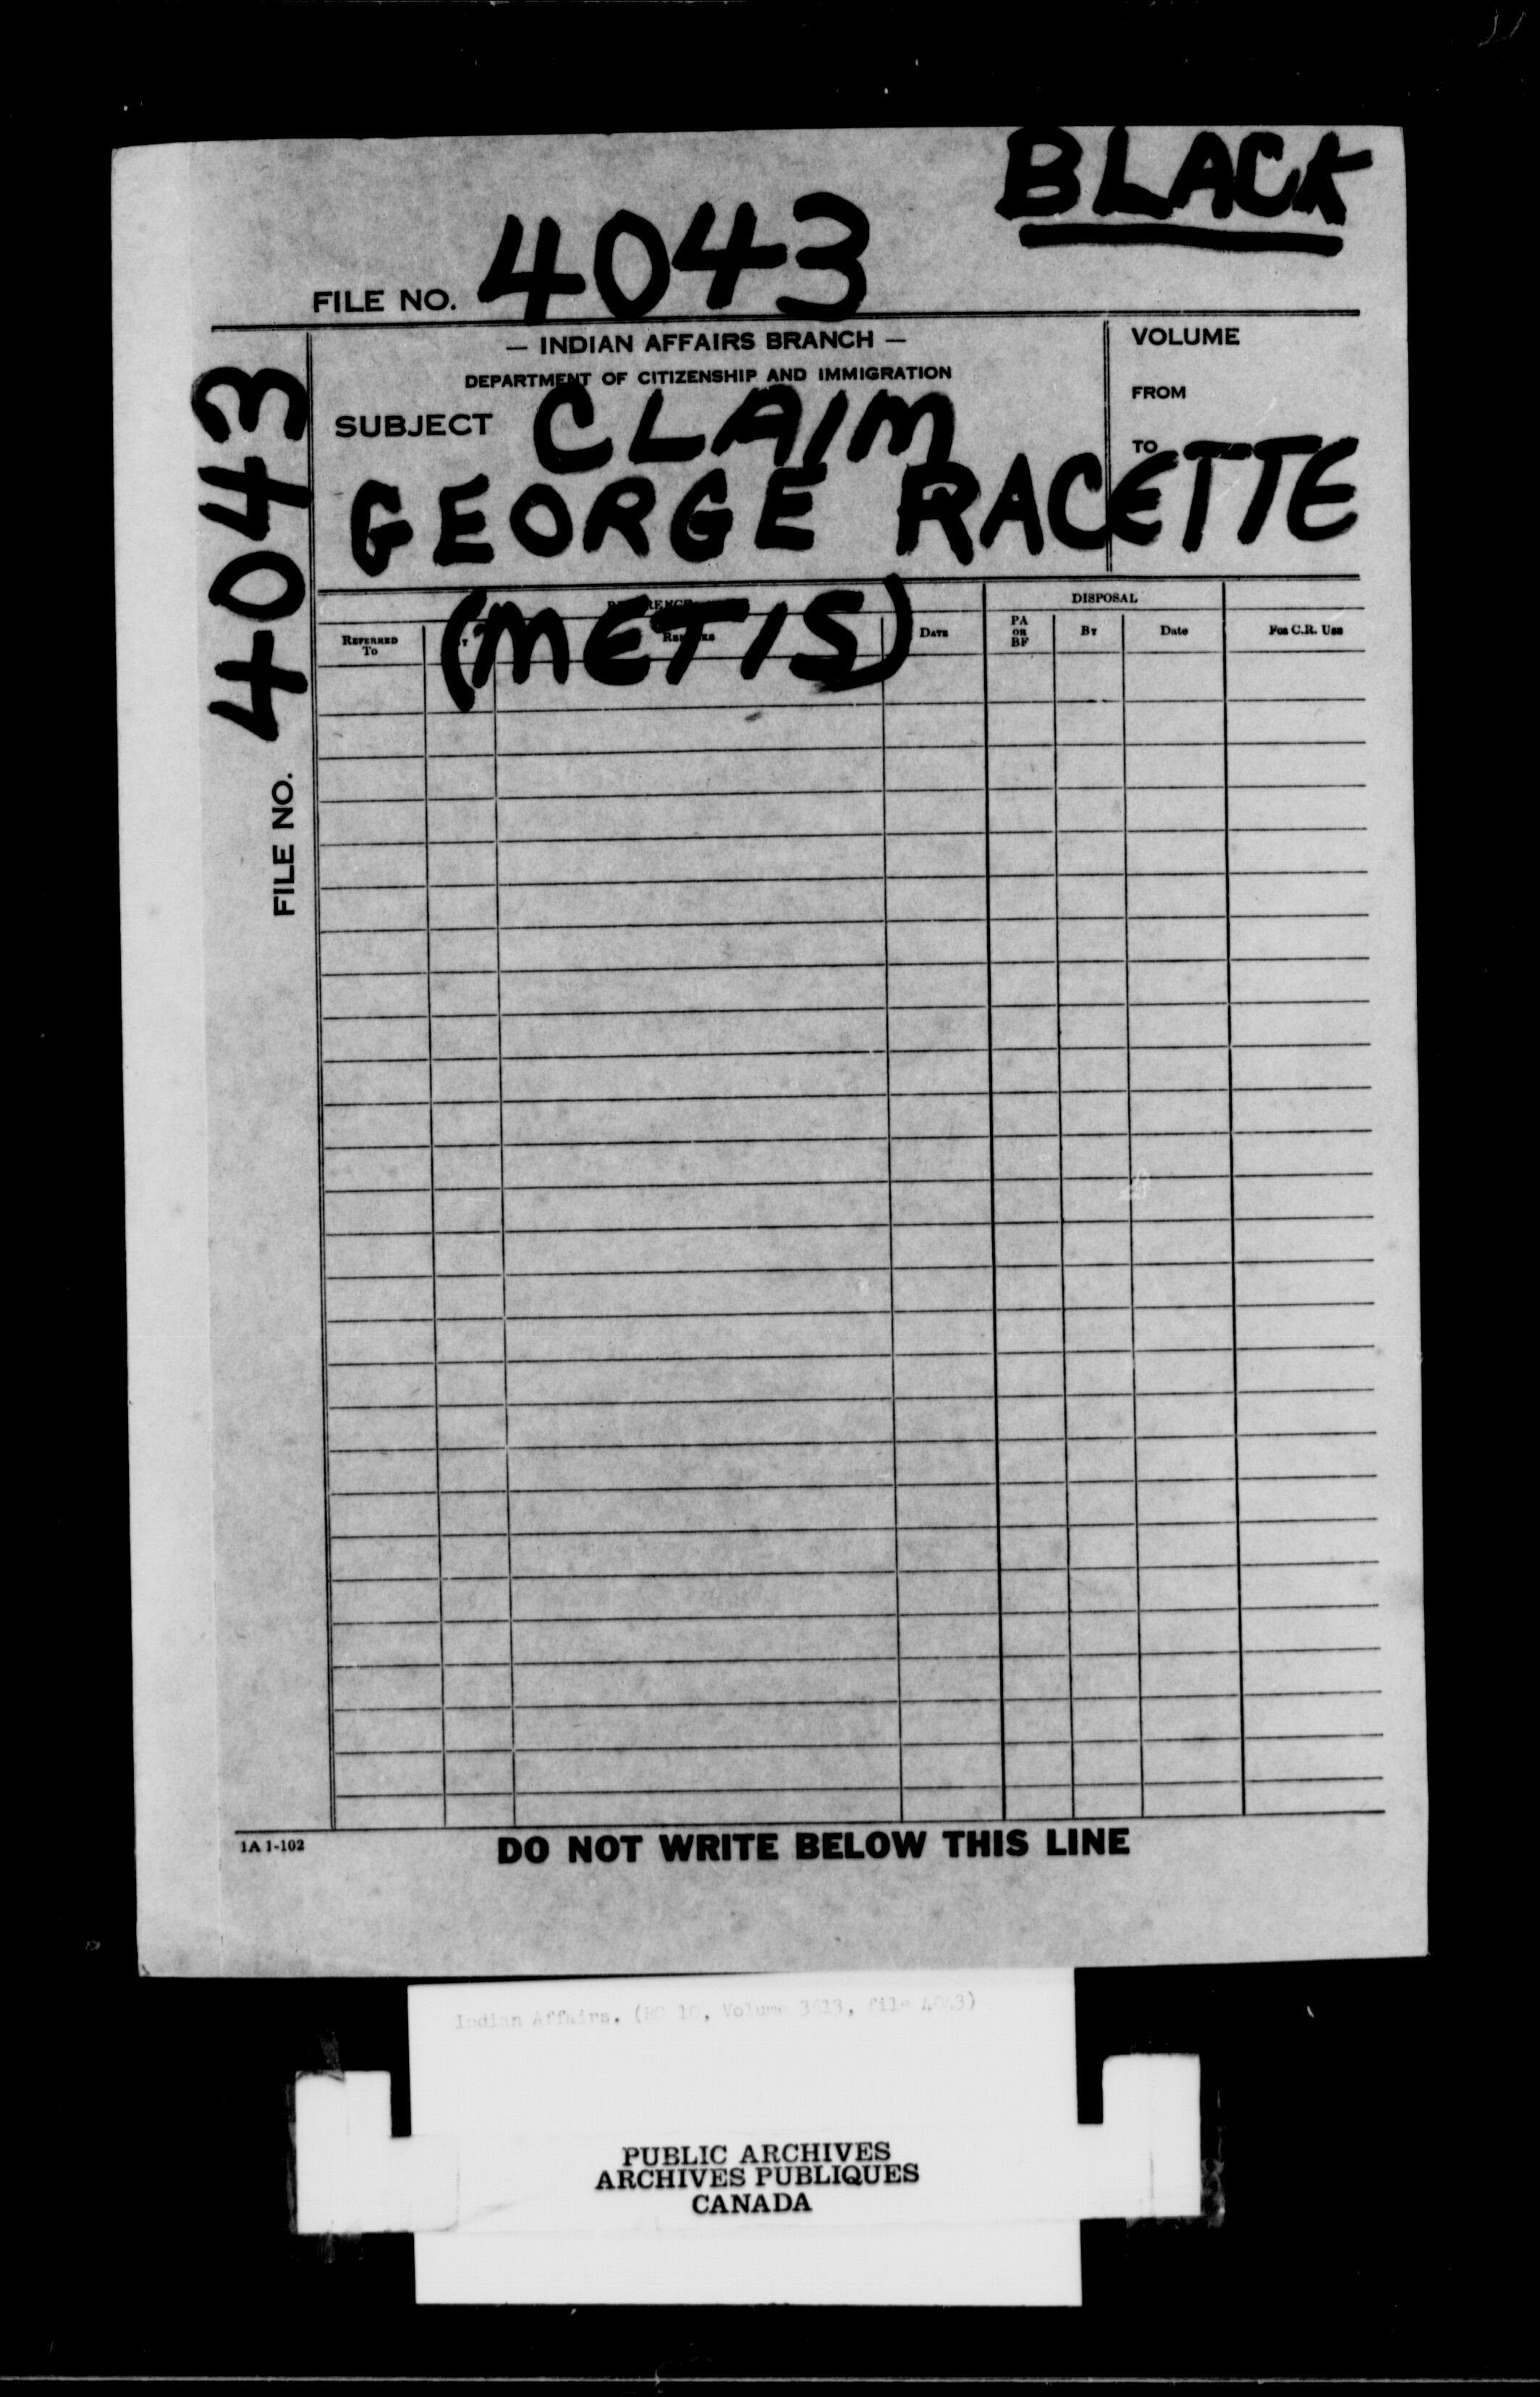 BLACK
FILE NO. 4043
— INDIAN AFFAIRS BRANCH —
DEPARTMENT OF CITIZENSHIP AND IMMIGRATION
VOLUME
FROM
TO
SUBJECT CLAIM
GEORGE RACETTE
(METIS)
FILE NO. 4043
DISPOSAL
REFERRED TO
DATE
PA OR BF
BY
Date
FOR C.R. USE
1A 1-102
DO NOT WRITE BELOW THIS LINE
Indian Affairs. (RG 10, Volume 3613, file 4043)
PUBLIC ARCHIVES
ARCHIVES PUBLIQUES
CANADA